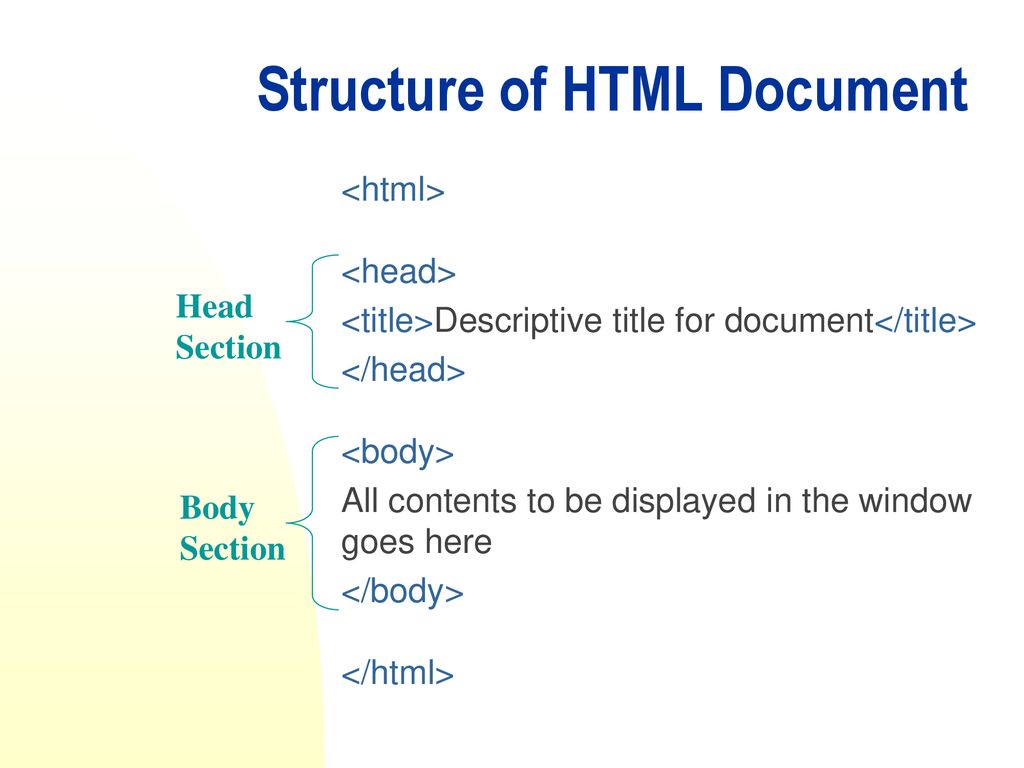 Structure of HTML Document
<html>
<head>
Head
Section
<title>Descriptive title for document</title>
</head>
<body>
Body
Section
All contents to be displayed in the window
goes here
</body>
</html>